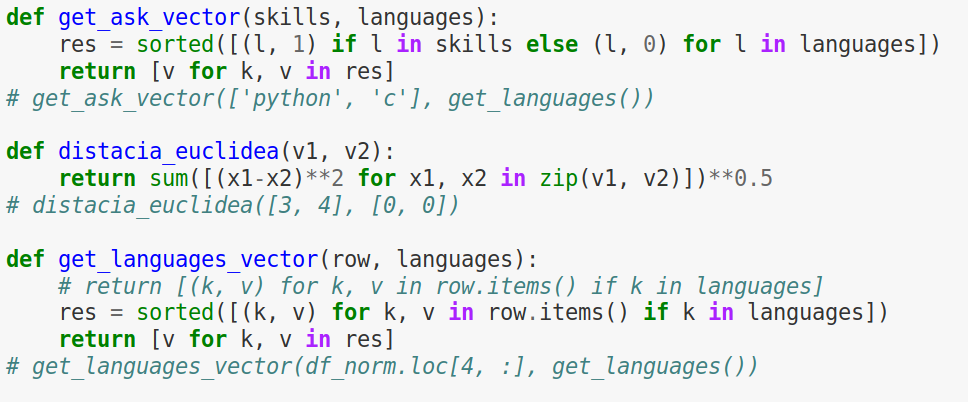 def get_ask_vector(skills, languages):
    res = sorted([(l, 1) if l in skills else (l, 0) for l in languages])
    return [v for k, v in res]
# get_ask_vector(['python', 'c'], get_languages())

def distacia_euclidea(v1, v2):
    return sum([(x1-x2)**2 for x1, x2 in zip(v1, v2)])**0.5
# distacia_euclidea([3, 4], [0, 0])

def get_languages_vector(row, languages):
    # return [(k, v) for k, v in row.items() if k in languages]
    res = sorted([(k, v) for k, v in row.items() if k in languages])
    return [v for k, v in res]
# get_languages_vector(df_norm.loc[4, :], get_languages())